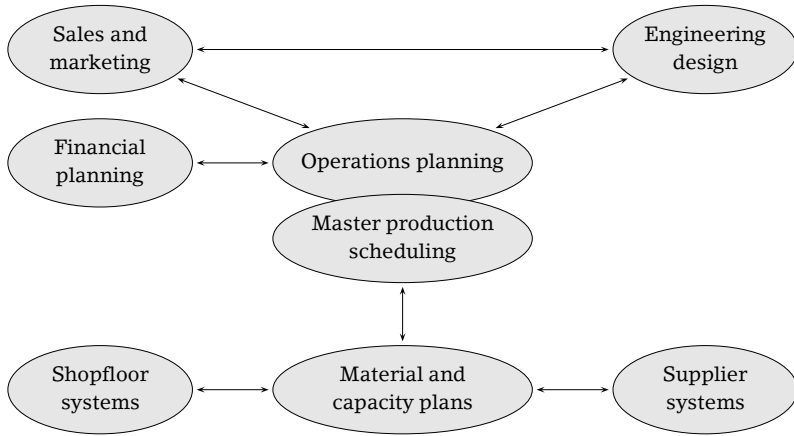 Sales and
marketing
Engineering
design
Financial
planning
Operations planning
Master production
scheduling
Shopfloor
systems
Material and
capacity plans
Supplier
systems